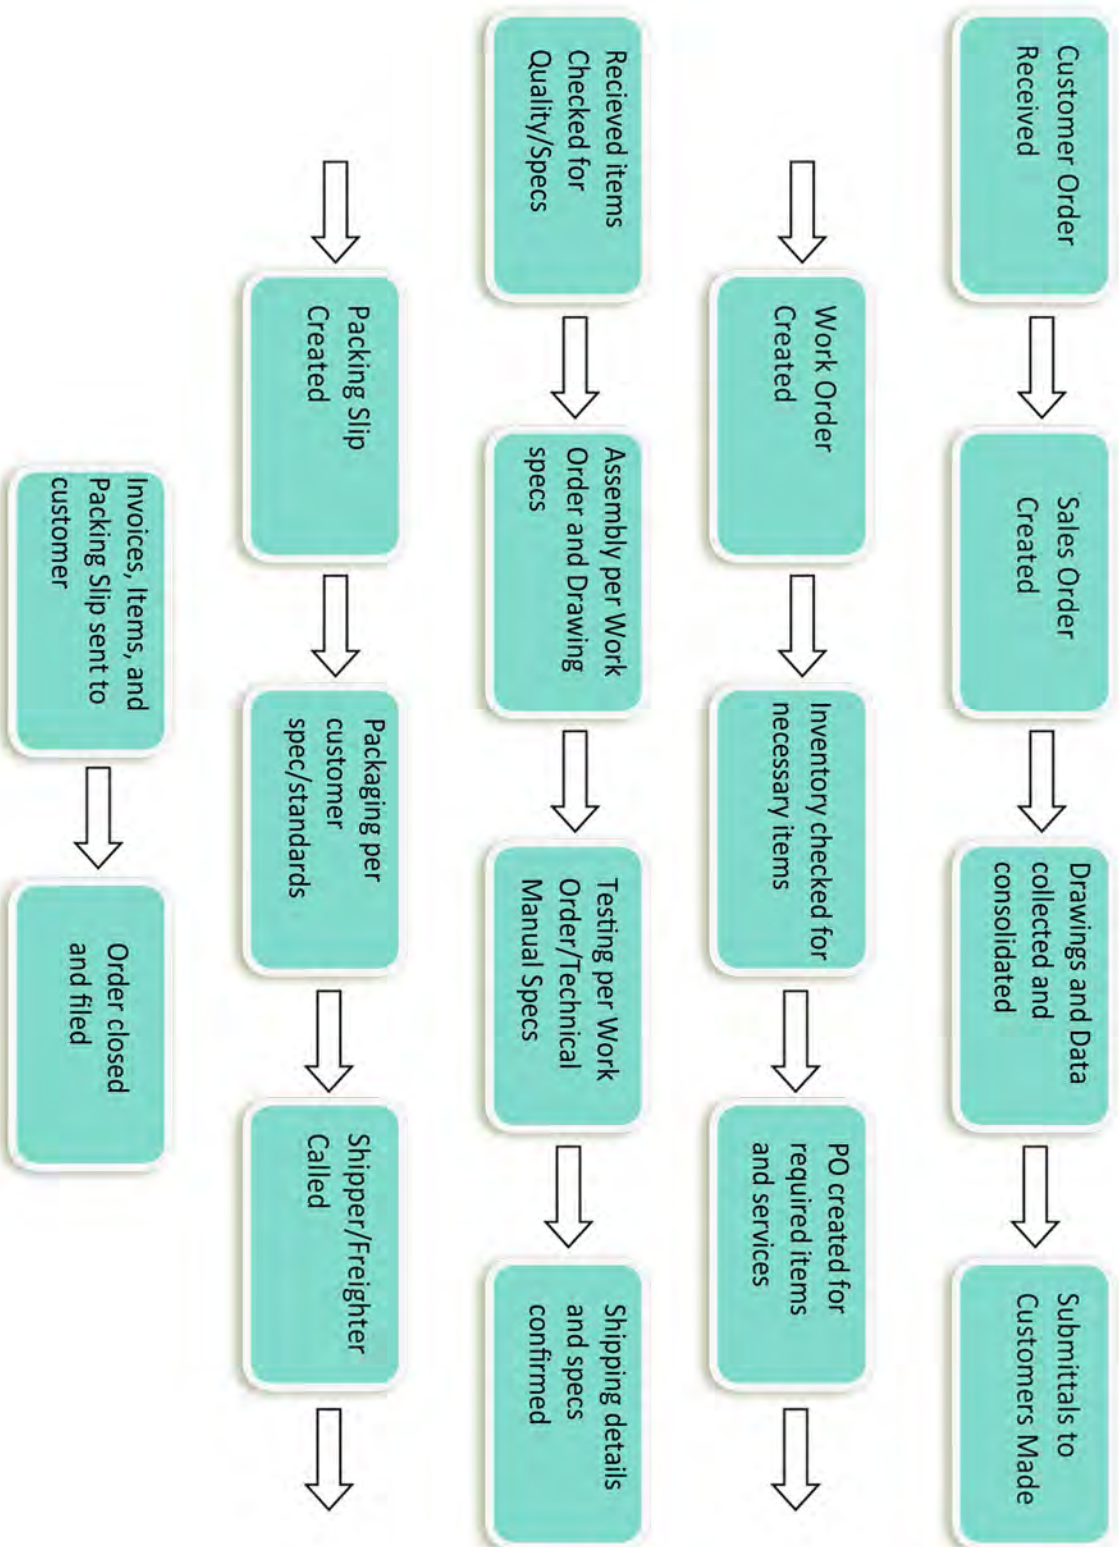 Customer Order
Received
Sales Order
Created
Drawings and Data
collected and
consolidated
Submittals to
Customers Made
Work Order
Created
Inventory checked for
necessary items
PO created for
required items
and services
Recieved items
Checked for
Quality/Specs
Assembly per Work
Order and Drawing
specs
Testing per Work
Order/Technical
Manual Specs
Shipping details
and specs
confirmed
Packing Slip
Created
Packaging per
customer
spec/standards
Shipper/Freighter
Called
Invoices, Items, and
Packing Slip sent to
customer
Order closed
and filed